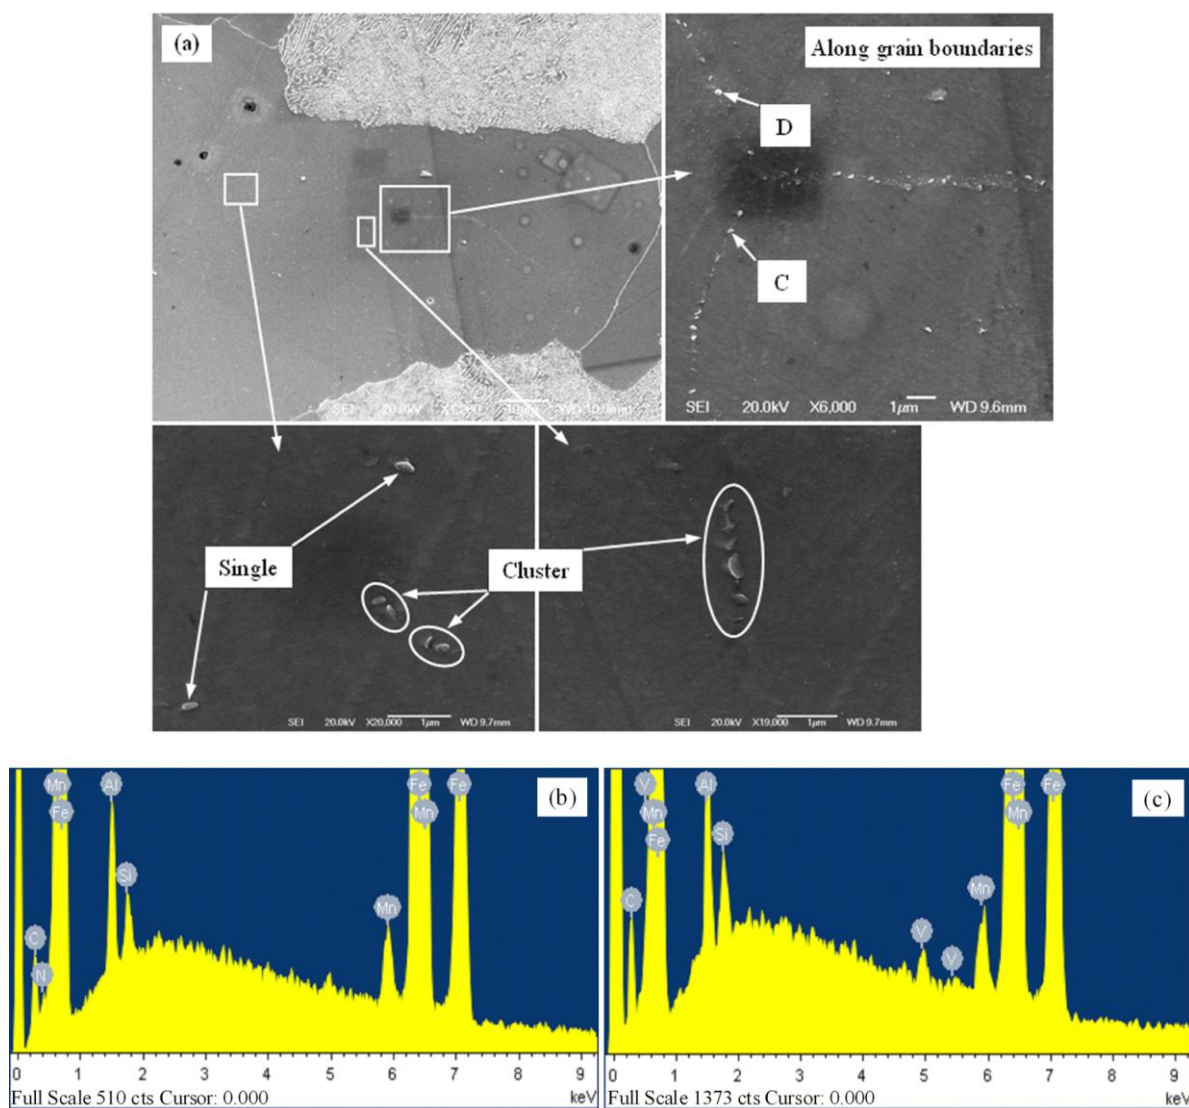 (a)
Along grain boundaries
D
C
SEI 20.0kV X6,000 1μm WD 9.6mm
SEI
Single
Cluster
SEI 20.0kV X20,000 1μm WD 9.7mm
SEI 20.0kV X19,000 1μm WD 9.7mm
(b)
Mn Al Fe Fe
Fe Mn
Si
Mn
C
N
0 1 2 3 4 5 6 7 8 9
Full Scale 510 cts Cursor: 0.000 keV
(c)
V Al Fe Fe
Mn Mn
Fe Si
Mn
C
V V
0 1 2 3 4 5 6 7 8 9
Full Scale 1373 cts Cursor: 0.000 keV